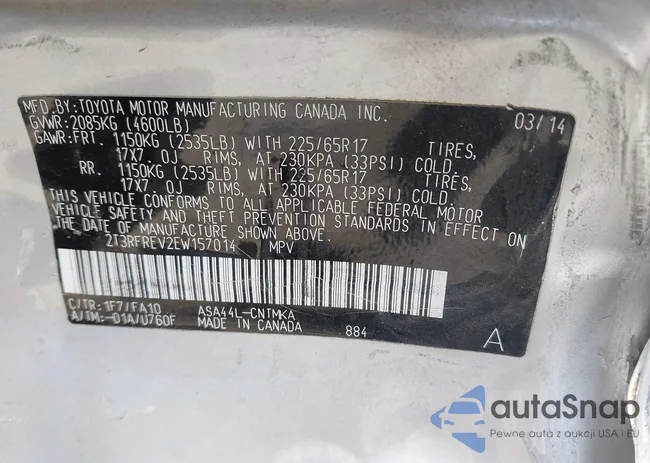 MFD.BY:TOYOTA MOTOR MANUFACTURING CANADA INC. 03/14
GVWR:2085KG (4600LB)
GAWR:FRT. 1150KG (2535LB) WITH 225/65R17 TIRES,
17X7. OJ RIMS, AT 230KPA (33PSI) COLD,
RR. 1150KG (2535LB) WITH 225/65R17 TIRES,
17X7. OJ RIMS, AT 230KPA (33PSI) COLD.
THIS VEHICLE CONFORMS TO ALL APPLICABLE FEDERAL MOTOR
VEHICLE SAFETY AND THEFT PREVENTION STANDARDS IN EFFECT ON
THE DATE OF MANUFACTURE SHOWN ABOVE.
2T3RFREV2EW157014 MPV
C/TR:1F7/FA10 ASA44L-CNTMKA
A/TM:-01A/U760F MADE IN CANADA 884
A
autaSnap
Pewne auta z aukcji USA i EU